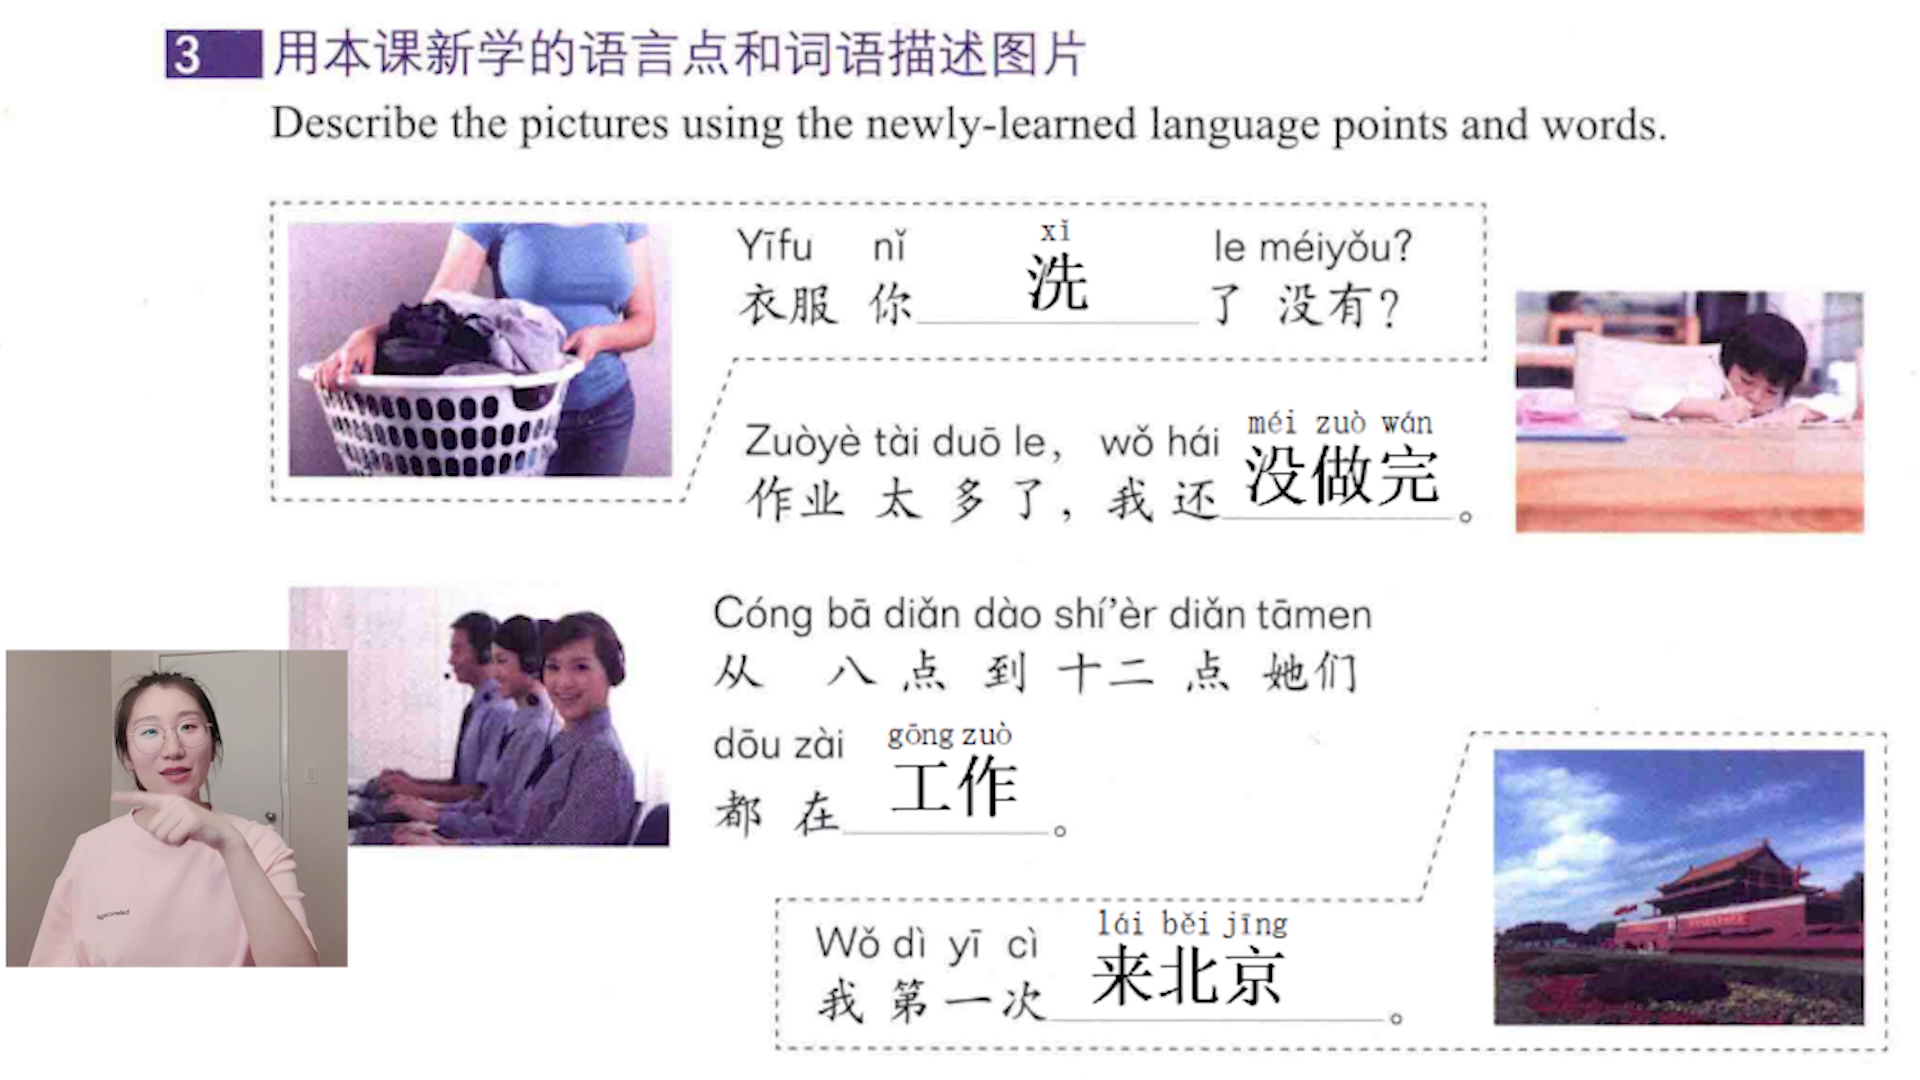 3 用本课新学的语言点和词语描述图片
Describe the pictures using the newly-learned language points and words.
Yīfu nǐ xǐ le méiyǒu?
衣服 你 洗 了 没有?
Zuòyè tài duō le, wǒ hái méi zuò wán
作业 太 多 了，我 还 没做完。
Cóng bā diǎn dào shí'èr diǎn tāmen
从 八 点 到 十二 点 她们
dōu zài gōng zuò
都 在 工作。
Wǒ dì yī cì lái běi jīng
我 第 一 次 来北京。